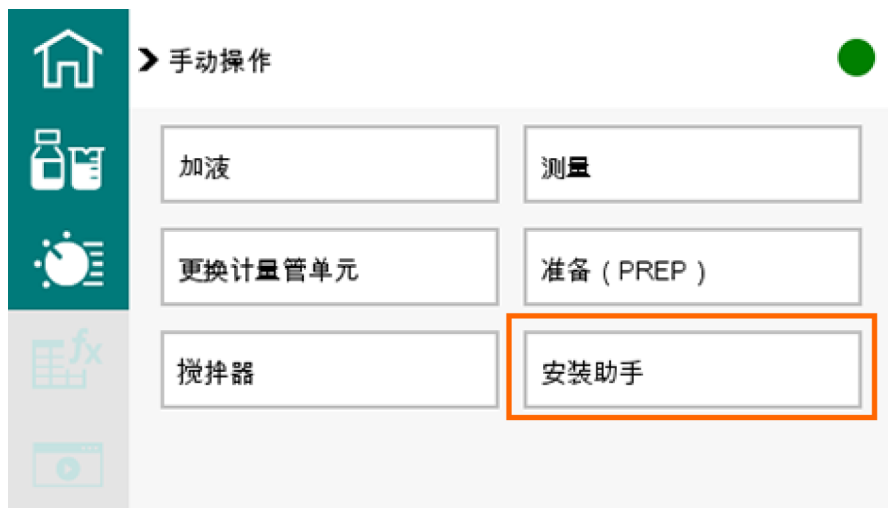 手动操作
加液
测量
更换计量管单元
准备（PREP）
搅拌器
安装助手
fx